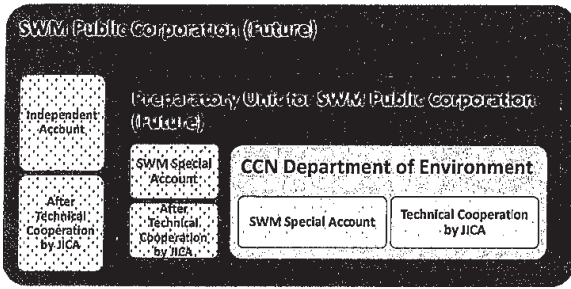 SWM Public Corporation (Future)
Independent
Account
After
Technical
Cooperation
by JICA
Preparatory Unit for SWM Public Corporation
(Future)
SWM Special
Account
After
Technical
Cooperation
by JICA
CCN Department of Environment
SWM Special Account
Technical Cooperation
by JICA